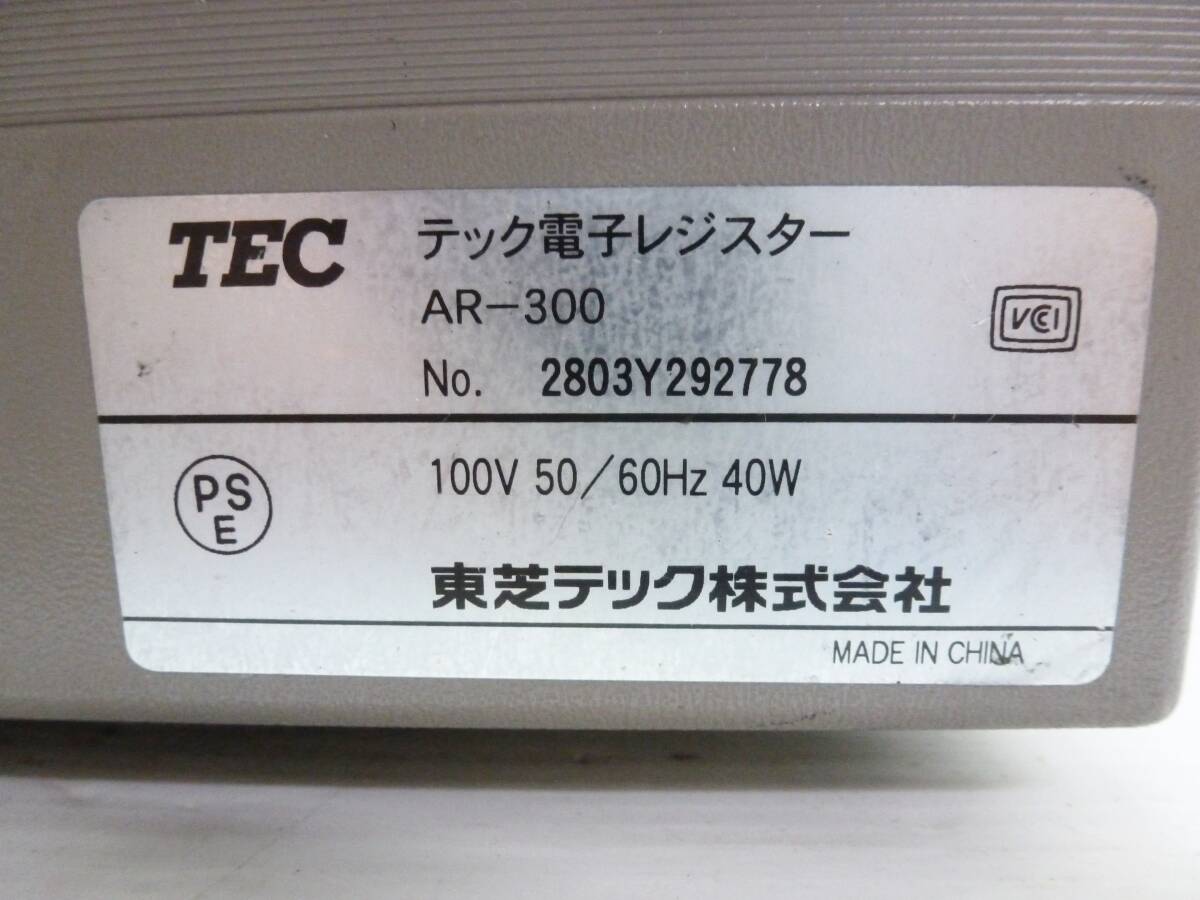 TEC テック電子レジスター
AR-300
VCCI
No. 2803Y292778
PS
E
100V 50/60Hz 40W
東芝テック株式会社
MADE IN CHINA